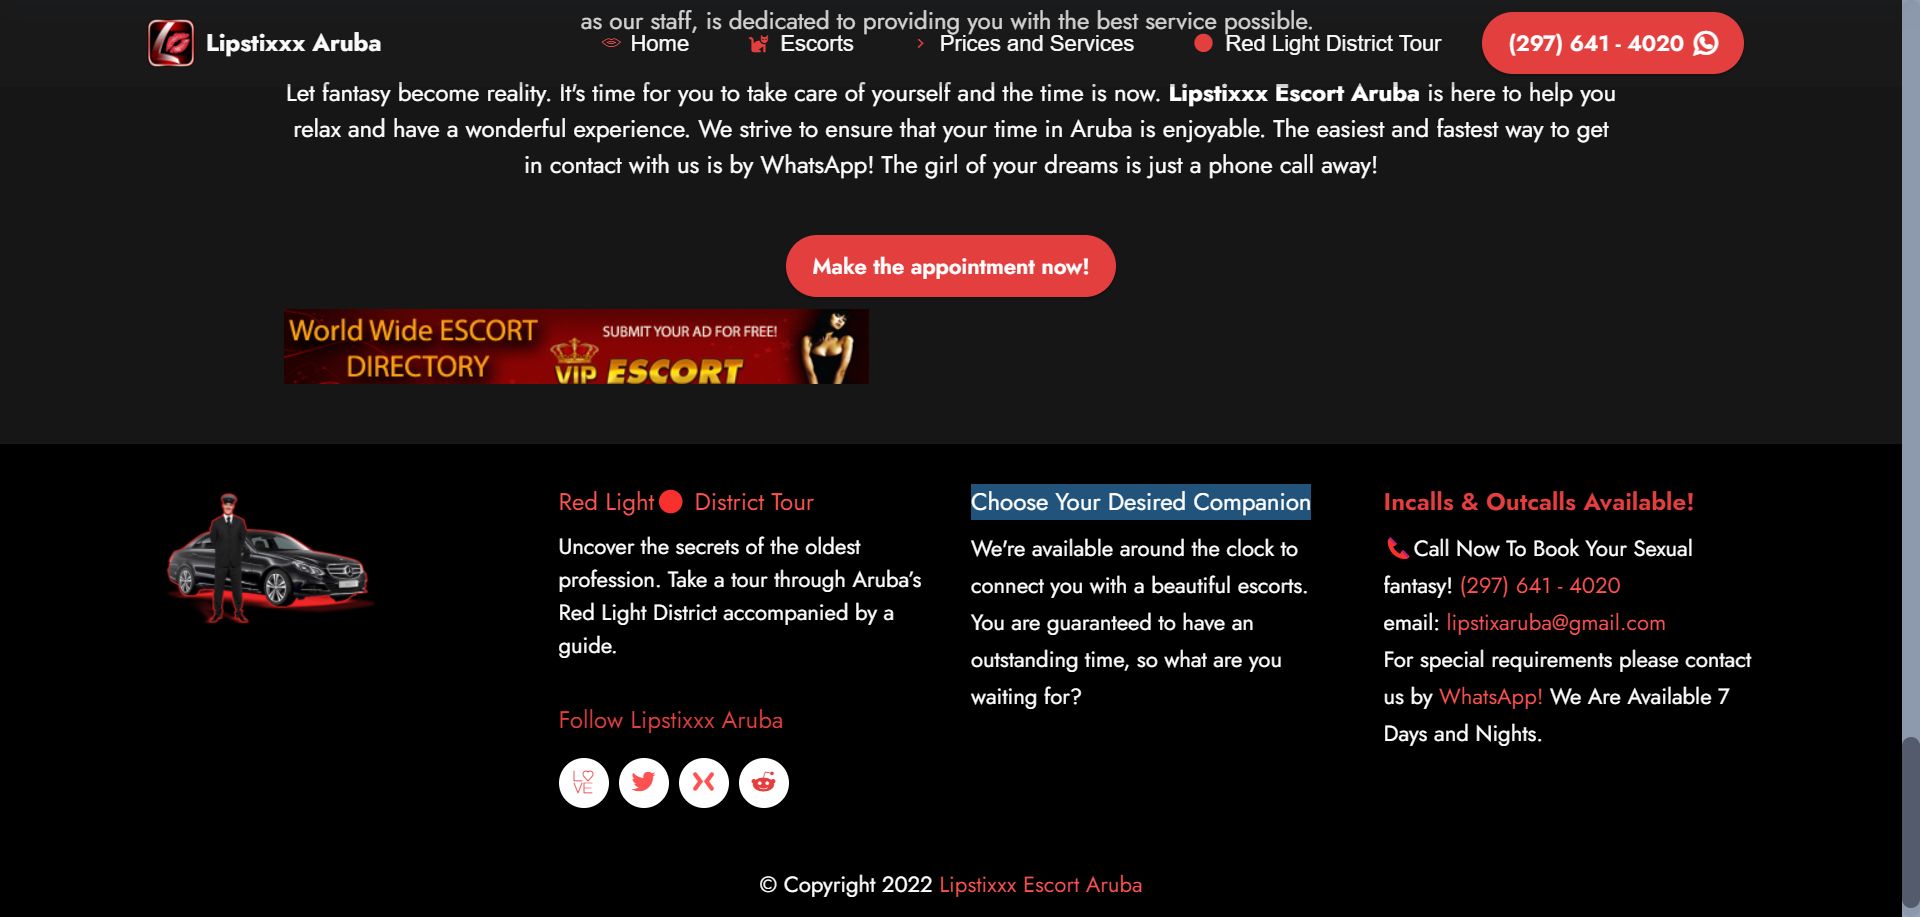 as our staff, is dedicated to providing you with the best service possible.
Lipstixxx Aruba
Home
Escorts
Prices and Services
Red Light District Tour
(297) 641 - 4020
Let fantasy become reality. It's time for you to take care of yourself and the time is now. Lipstixxx Escort Aruba is here to help you
relax and have a wonderful experience. We strive to ensure that your time in Aruba is enjoyable. The easiest and fastest way to get
in contact with us is by WhatsApp! The girl of your dreams is just a phone call away!
Make the appointment now!
World Wide ESCORT
DIRECTORY
SUBMIT YOUR AD FOR FREE!
VIP ESCORT
Red Light🔴 District Tour
Uncover the secrets of the oldest
profession. Take a tour through Aruba’s
Red Light District accompanied by a
guide.
Follow Lipstixxx Aruba
LOVE
Choose Your Desired Companion
We're available around the clock to
connect you with a beautiful escorts.
You are guaranteed to have an
outstanding time, so what are you
waiting for?
Incalls & Outcalls Available!
📞Call Now To Book Your Sexual
fantasy! (297) 641 - 4020
email: lipstixaruba@gmail.com
For special requirements please contact
us by WhatsApp! We Are Available 7
Days and Nights.
© Copyright 2022 Lipstixxx Escort Aruba